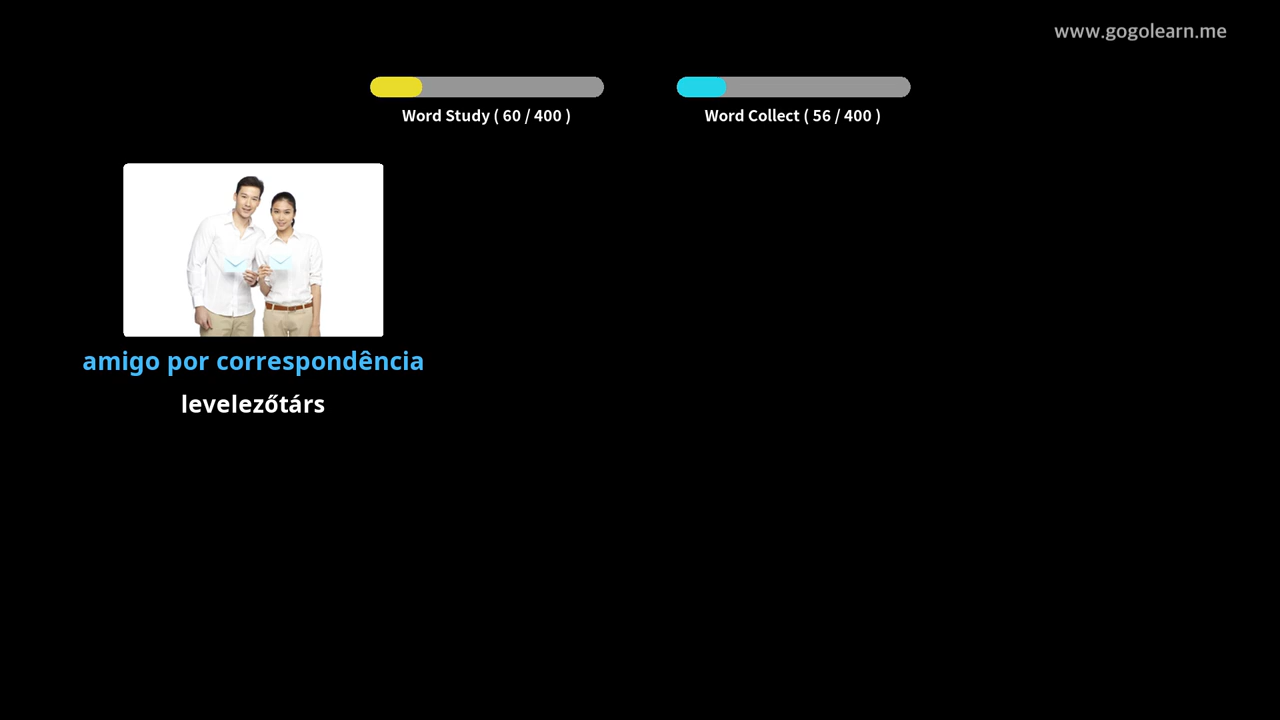 www.gogolearn.me
Word Study ( 60 / 400 )
Word Collect ( 56 / 400 )
amigo por correspondência
levelezőtárs